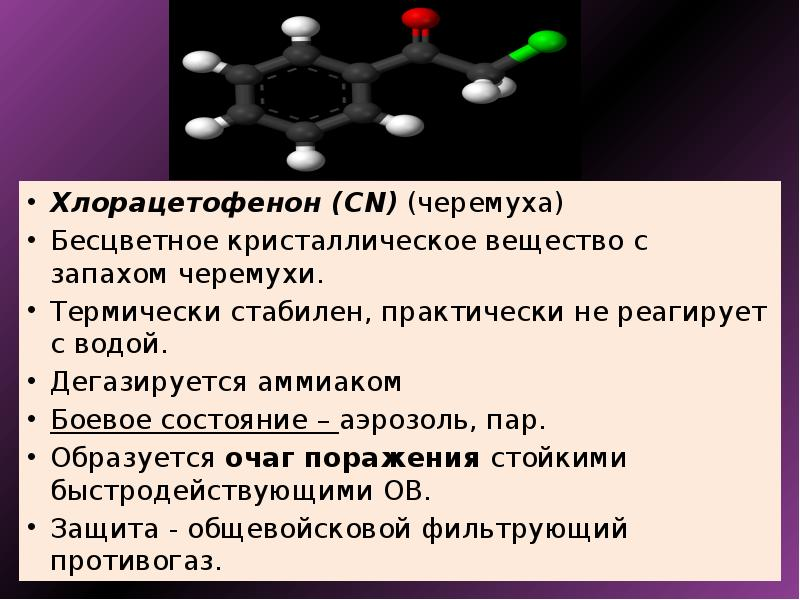 • Хлорацетофенон (CN) (черемуха)
• Бесцветное кристаллическое вещество с
запахом черемухи.
• Термически стабилен, практически не реагирует
с водой.
• Дегазируется аммиаком
• Боевое состояние – аэрозоль, пар.
• Образуется очаг поражения стойкими
быстродействующими ОВ.
• Защита - общевойсковой фильтрующий
противогаз.